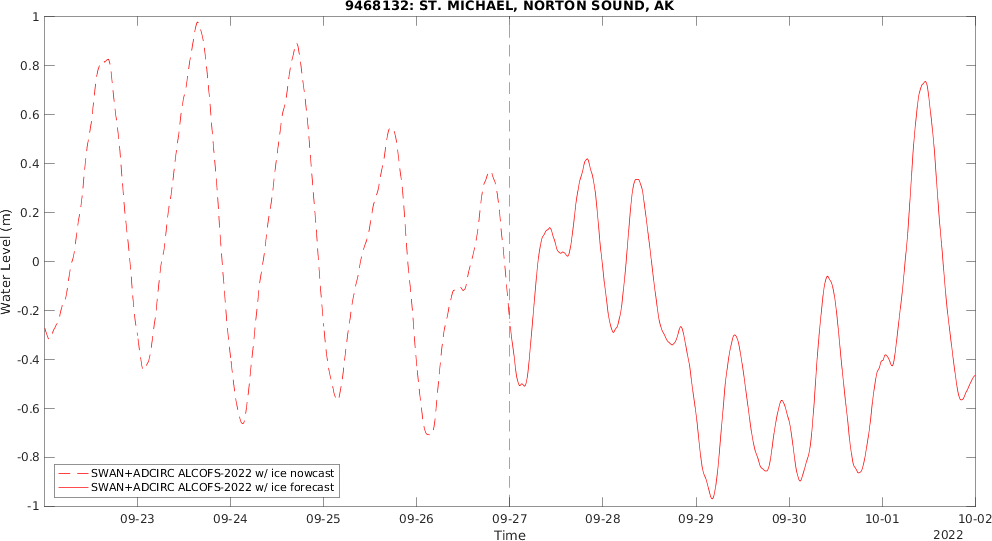 9468132: ST. MICHAEL, NORTON SOUND, AK
1
0.8
0.6
0.4
0.2
0
-0.2
-0.4
-0.6
-0.8
-1
Water Level (m)
SWAN+ADCIRC ALCOFS-2022 w/ ice nowcast
SWAN+ADCIRC ALCOFS-2022 w/ ice forecast
09-23 09-24 09-25 09-26 09-27 09-28 09-29 09-30 10-01 10-02
Time
2022